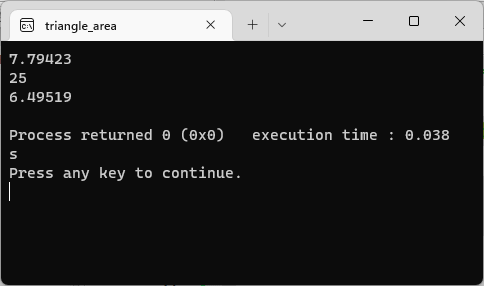 triangle_area
7.79423
25
6.49519
Process returned 0 (0x0)   execution time : 0.038
s
Press any key to continue.